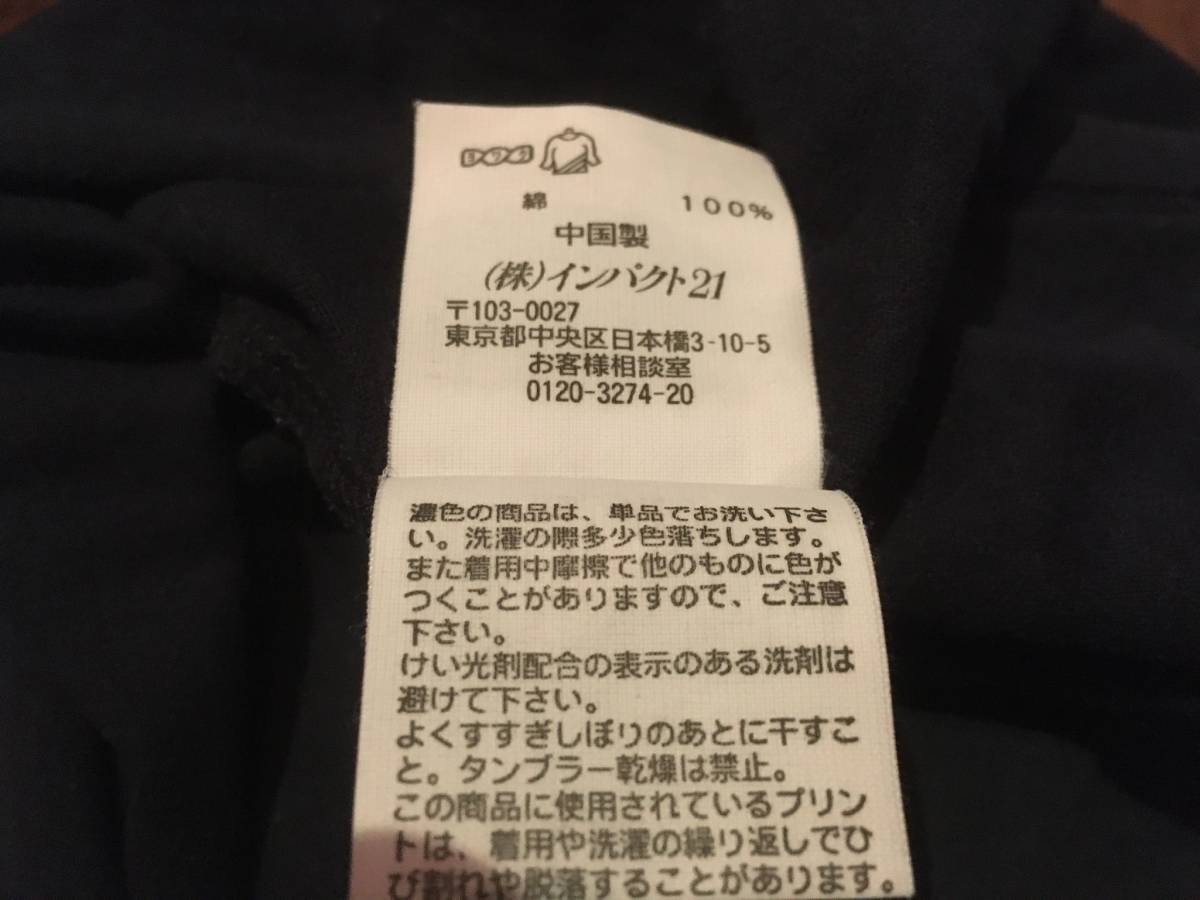 ヨワク
綿 100%
中国製
(株)インパクト21
〒103-0027
東京都中央区日本橋3-10-5
お客様相談室
0120-3274-20
濃色の商品は、単品でお洗い下さ
い。洗濯の際多少色落ちします。
また着用中摩擦で他のものに色が
つくことがありますので、ご注意
下さい。
けい光剤配合の表示のある洗剤は
避けて下さい。
よくすすぎしぼりのあとに干すこ
と。タンブラー乾燥は禁止。
この商品に使用されているプリン
トは、着用や洗濯の繰り返しでひ
び割れや脱落することがあります。